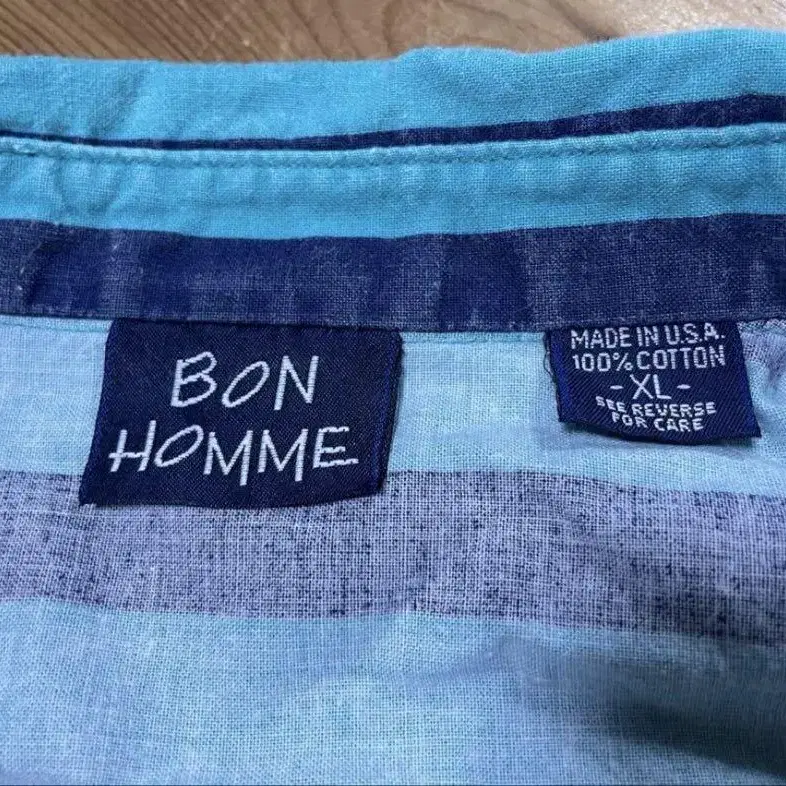 BON
HOMME
MADE IN U.S.A.
100% COTTON
- XL -
SEE REVERSE
FOR CARE